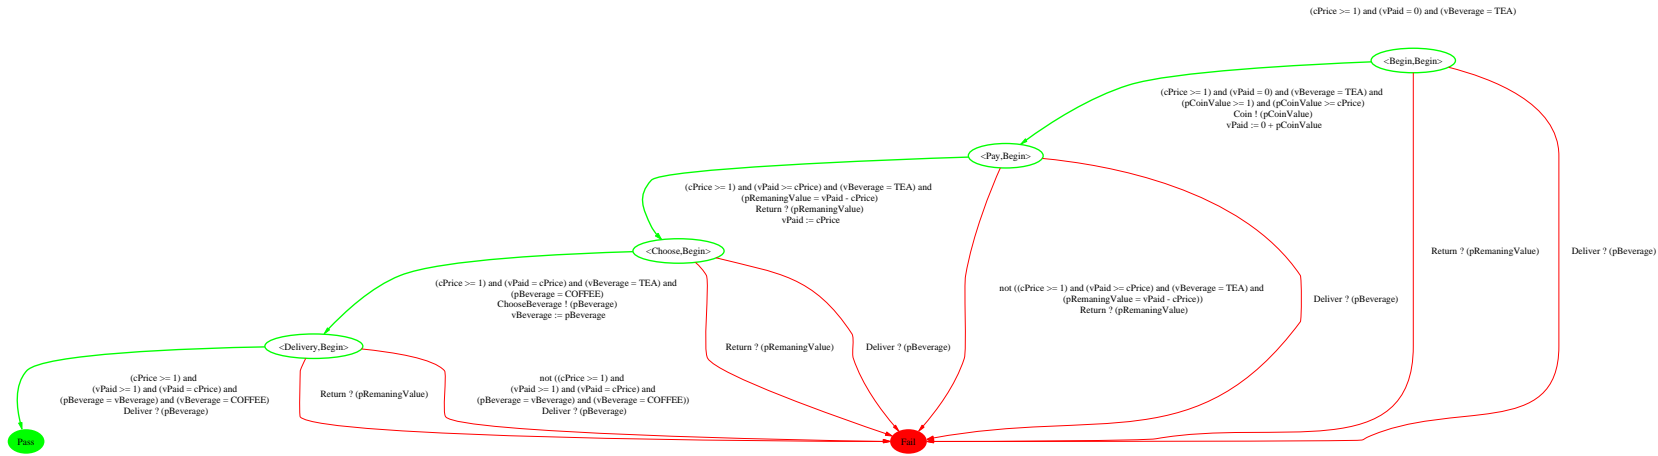 (cPrice >= 1) and (vPaid = 0) and (vBeverage = TEA)
<Begin,Begin>
(cPrice >= 1) and (vPaid = 0) and (vBeverage = TEA) and
(pCoinValue >= 1) and (pCoinValue >= cPrice)
Coin ! (pCoinValue)
vPaid := 0 + pCoinValue
<Pay,Begin>
(cPrice >= 1) and (vPaid >= cPrice) and (vBeverage = TEA) and
(pRemaningValue = vPaid - cPrice)
Return ? (pRemaningValue)
vPaid := cPrice
<Choose,Begin>
Return ? (pRemaningValue)
Deliver ? (pBeverage)
(cPrice >= 1) and (vPaid = cPrice) and (vBeverage = TEA) and
(pBeverage = COFFEE)
ChooseBeverage ! (pBeverage)
vBeverage := pBeverage
not ((cPrice >= 1) and (vPaid >= cPrice) and (vBeverage = TEA) and
(pRemaningValue = vPaid - cPrice))
Return ? (pRemaningValue)
Deliver ? (pBeverage)
<Delivery,Begin>
Return ? (pRemaningValue)
Deliver ? (pBeverage)
(cPrice >= 1) and
(vPaid >= 1) and (vPaid = cPrice) and
(pBeverage = vBeverage) and (vBeverage = COFFEE)
Deliver ? (pBeverage)
Return ? (pRemaningValue)
not ((cPrice >= 1) and
(vPaid >= 1) and (vPaid = cPrice) and
(pBeverage = vBeverage) and (vBeverage = COFFEE))
Deliver ? (pBeverage)
Pass
Fail